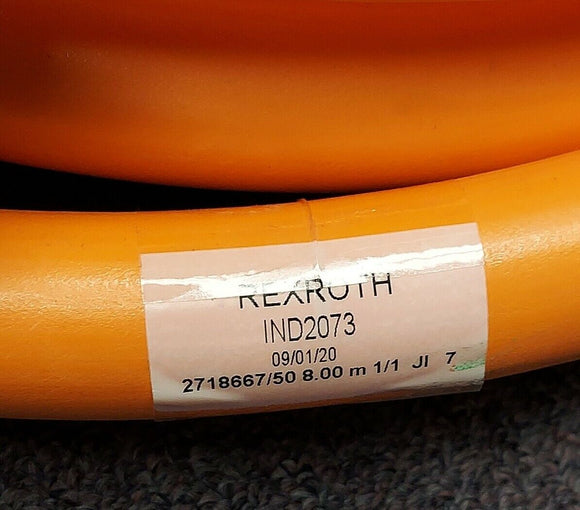 REXROTH
IND2073
09/01/20
2718667/50 8.00 m 1/1 JI 7